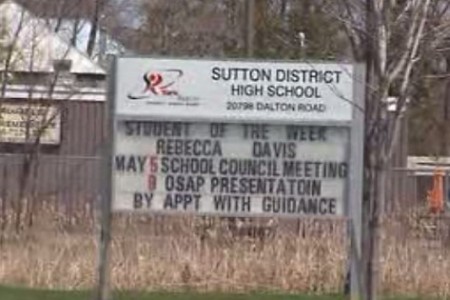 SUTTON DISTRICT
HIGH SCHOOL
20798 DALTON ROAD
STUDENT OF THE WEEK
REBECCA DAVIS
MAY 5 SCHOOL COUNCIL MEETING
9 OSAP PRESENTATOIN
BY APPT WITH GUIDANCE